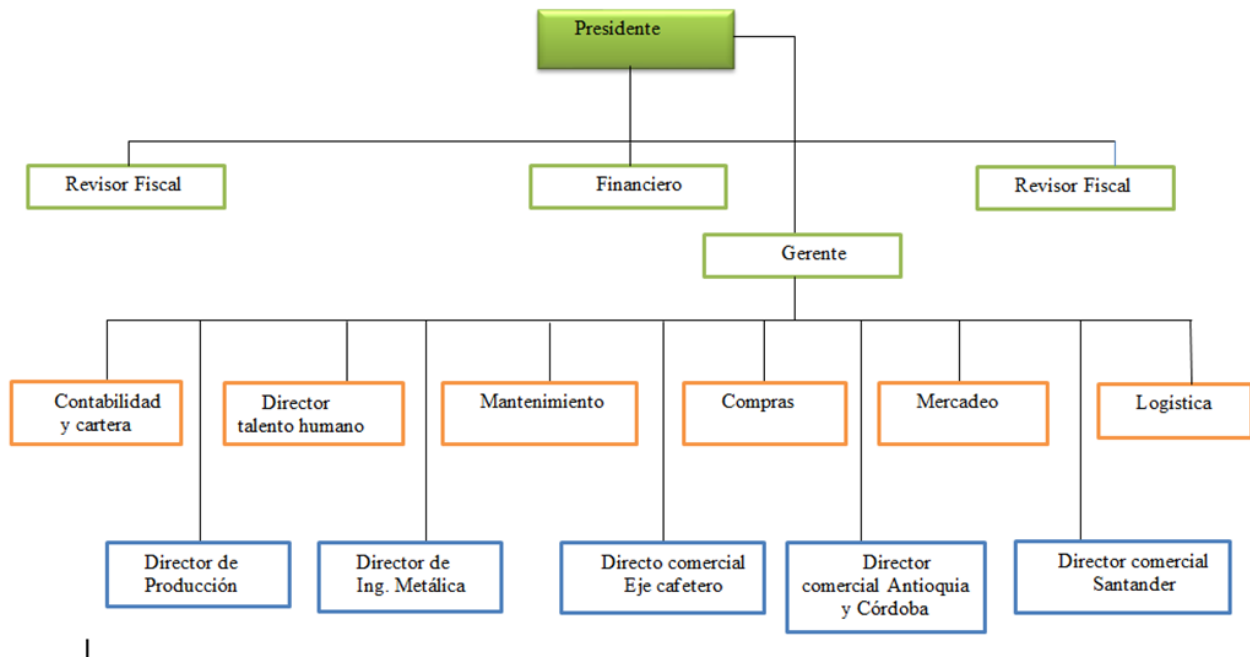 Presidente
Revisor Fiscal
Financiero
Revisor Fiscal
Gerente
Contabilidad
y cartera
Director
talento humano
Mantenimiento
Compras
Mercadeo
Logistica
Director de
Producción
Director de
Ing. Metálica
Directo comercial
Eje cafetero
Director
comercial Antioquia
y Córdoba
Director comercial
Santander